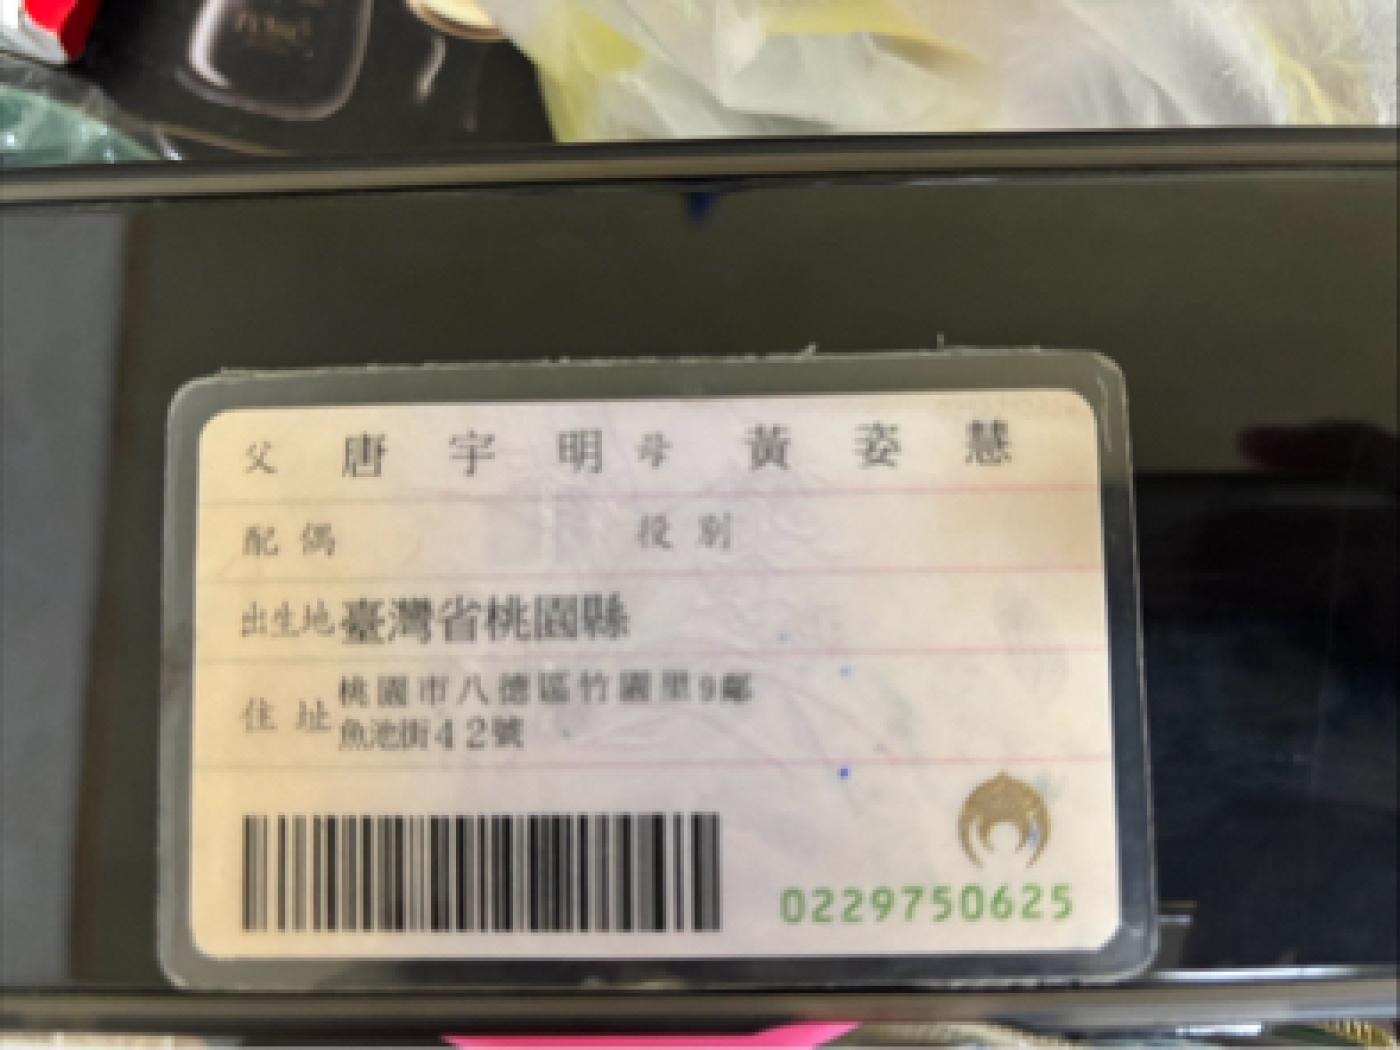 父 唐宇明 母 黃姿慧
配偶 役別
出生地 臺灣省桃園縣
住址 桃園市八德區竹園里9鄰
魚池街42號
0229750625